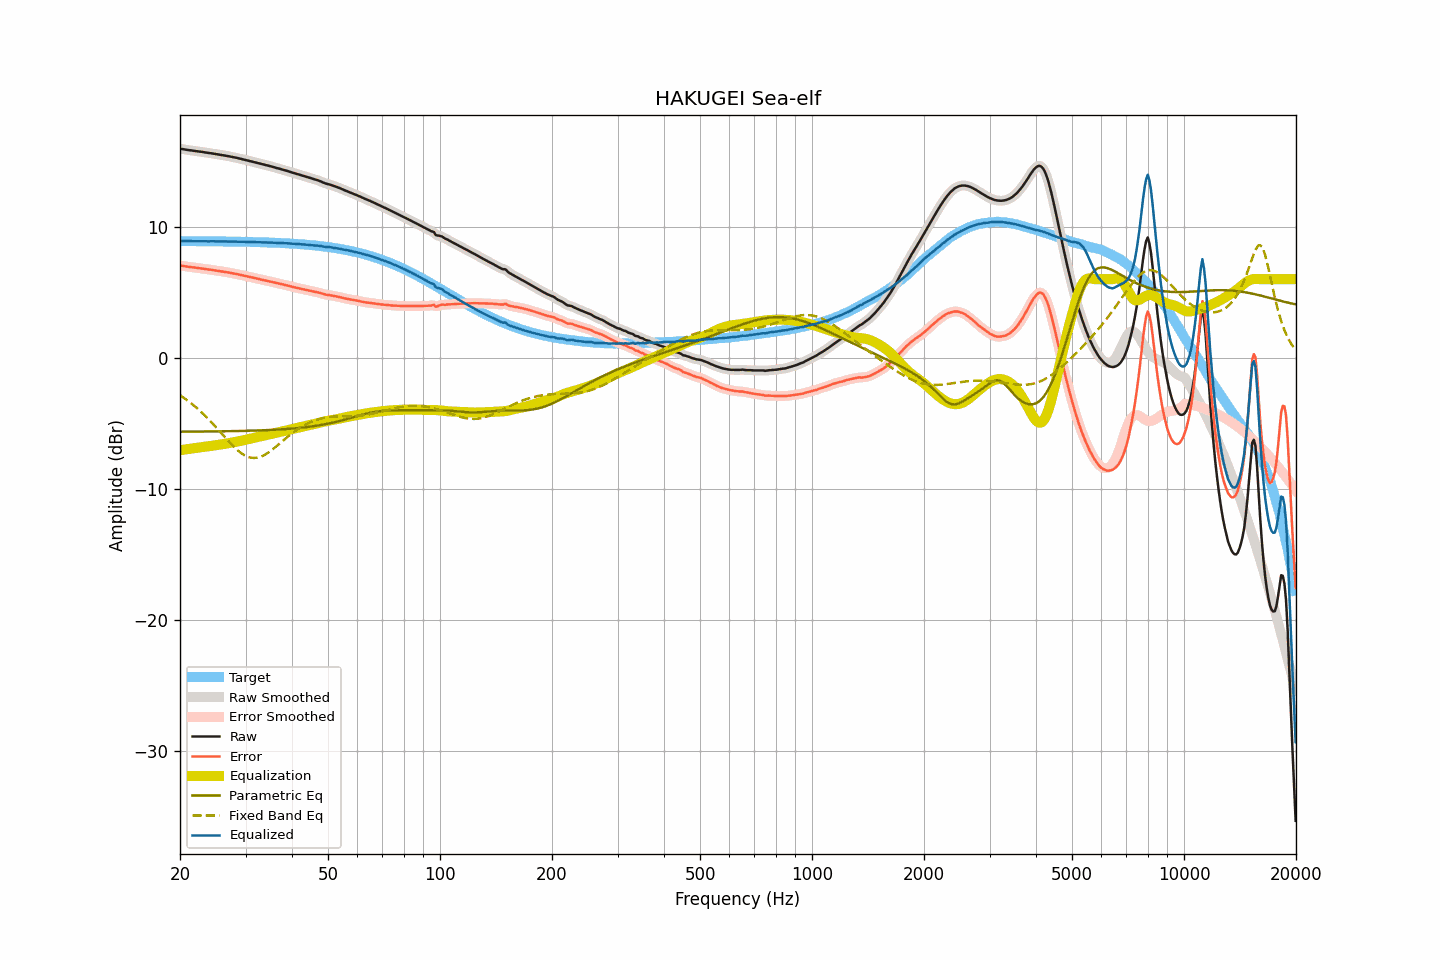 HAKUGEI Sea-elf
Amplitude (dBr)
10
0
−10
−20
−30
Target
Raw Smoothed
Error Smoothed
Raw
Error
Equalization
Parametric Eq
Fixed Band Eq
Equalized
20 50 100 200 500 1000 2000 5000 10000 20000
Frequency (Hz)